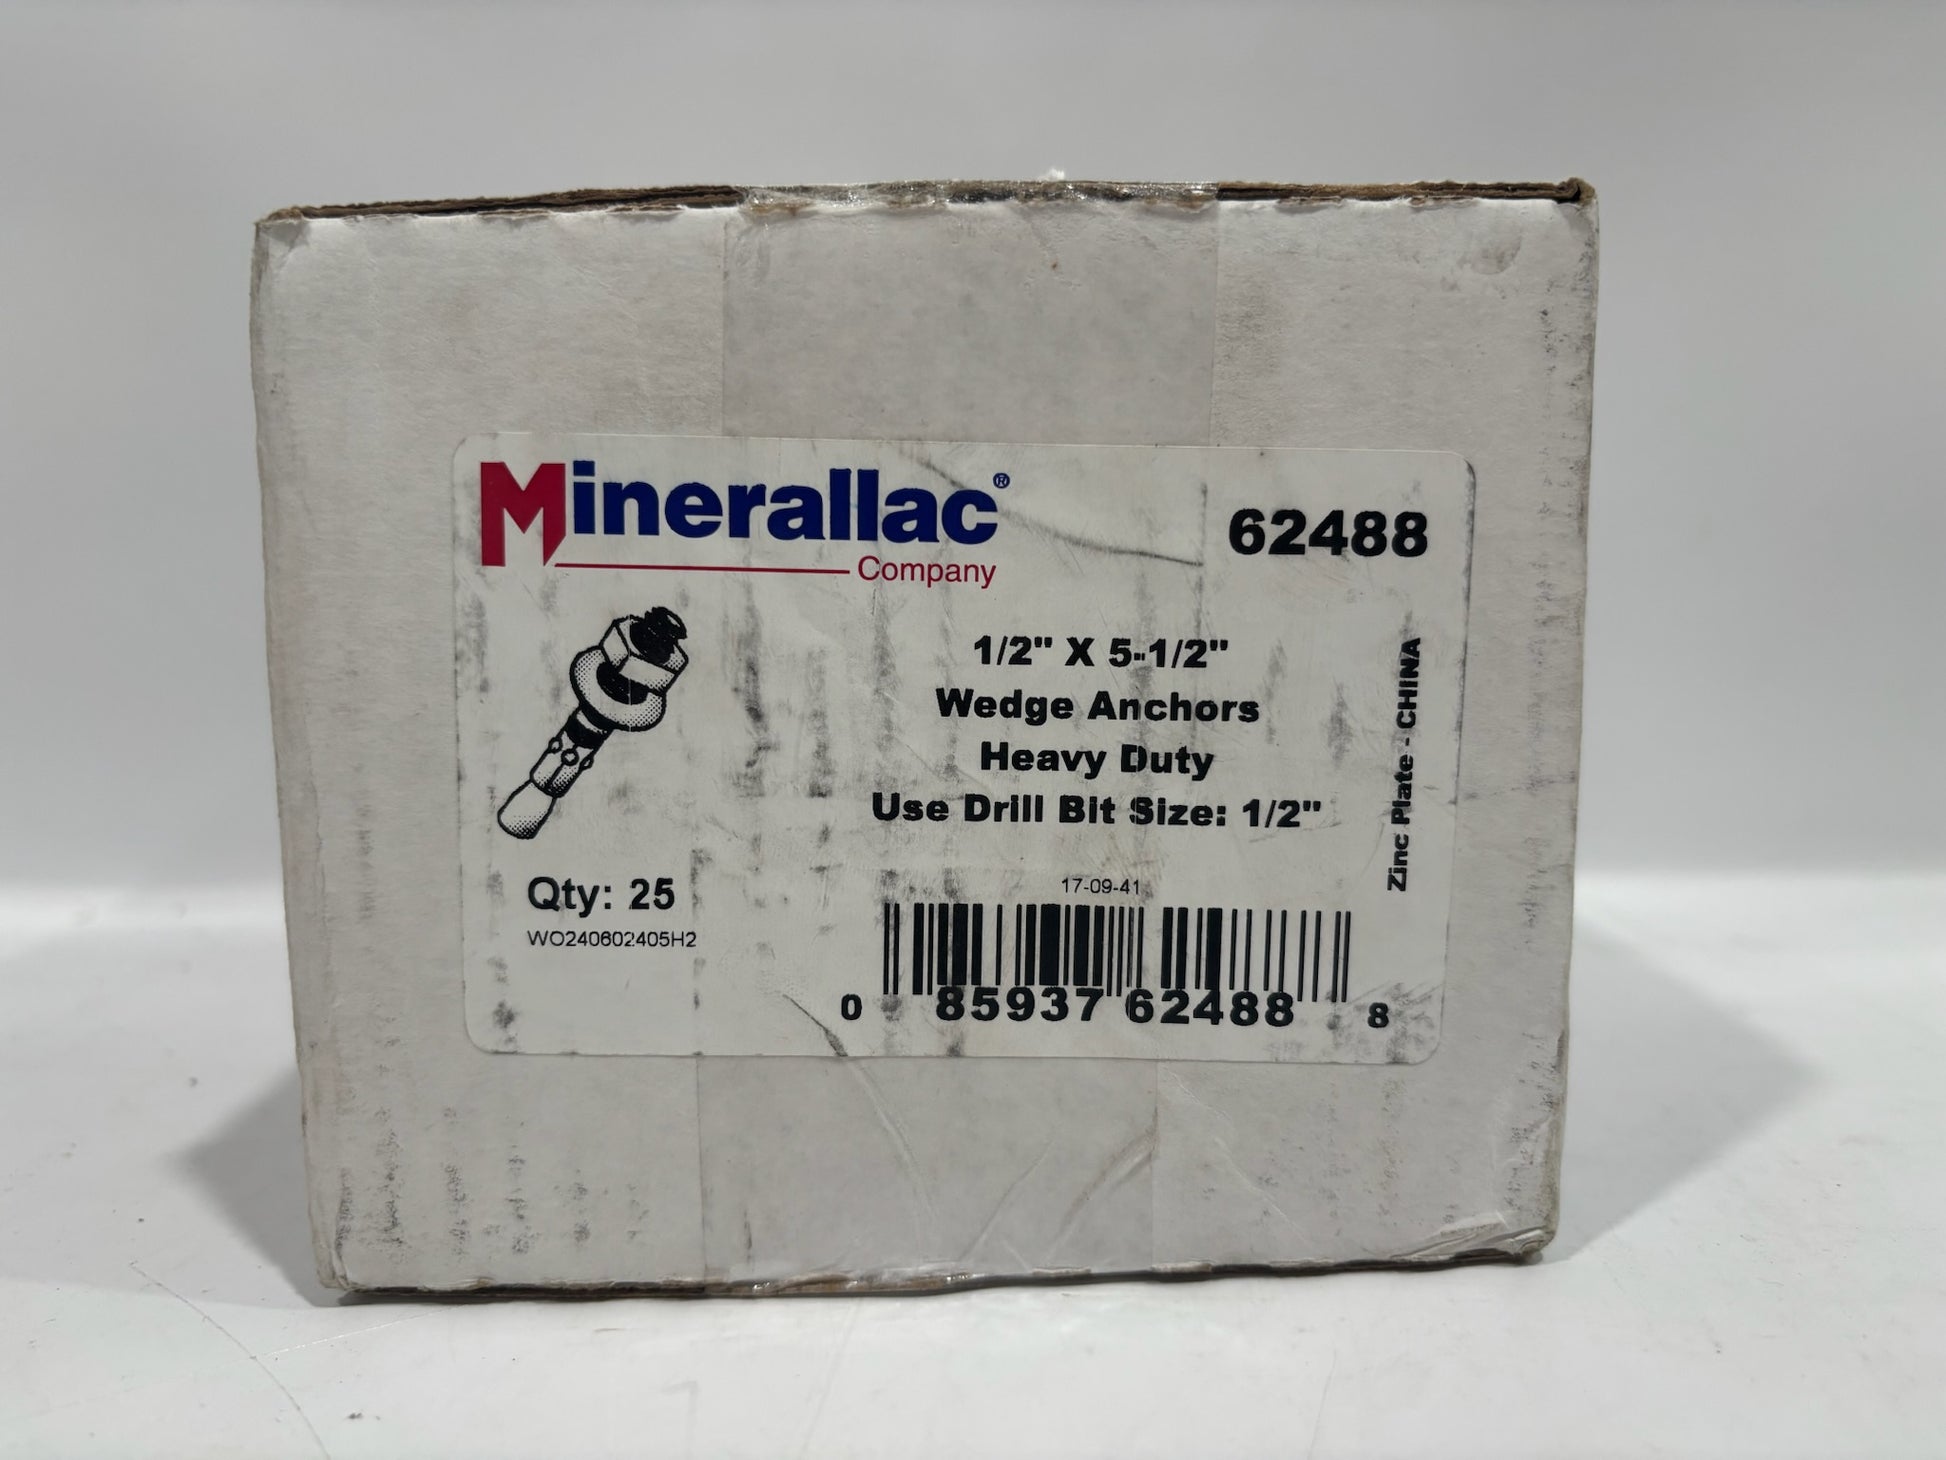 Minerallac®
Company
62488
1/2" X 5-1/2"
Wedge Anchors
Heavy Duty
Use Drill Bit Size: 1/2"
Zinc Plate - CHINA
Qty: 25
WO240602405H2
17-09-41
0 85937 62488 8